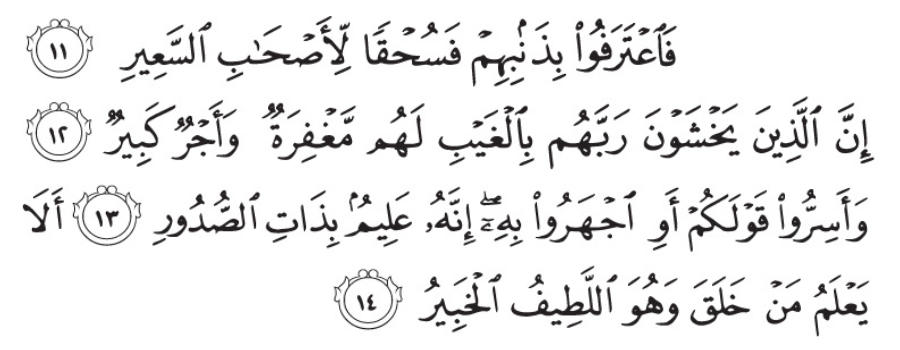 فَٱعۡتَرَفُواْ بِذَنۢبِهِمۡ فَسُحۡقٗا لِّأَصۡحَٰبِ ٱلسَّعِيرِ ١١
إِنَّ ٱلَّذِينَ يَخۡشَوۡنَ رَبَّهُم بِٱلۡغَيۡبِ لَهُم مَّغۡفِرَةٞ وَأَجۡرٞ كَبِيرٞ ١٢
وَأَسِرُّواْ قَوۡلَكُمۡ أَوِ ٱجۡهَرُواْ بِهِۦٓۖ إِنَّهُۥ عَلِيمُۢ بِذَاتِ ٱلصُّدُورِ ١٣ أَلَا
يَعۡلَمُ مَنۡ خَلَقَ وَهُوَ ٱللَّطِيفُ ٱلۡخَبِيرُ ١٤